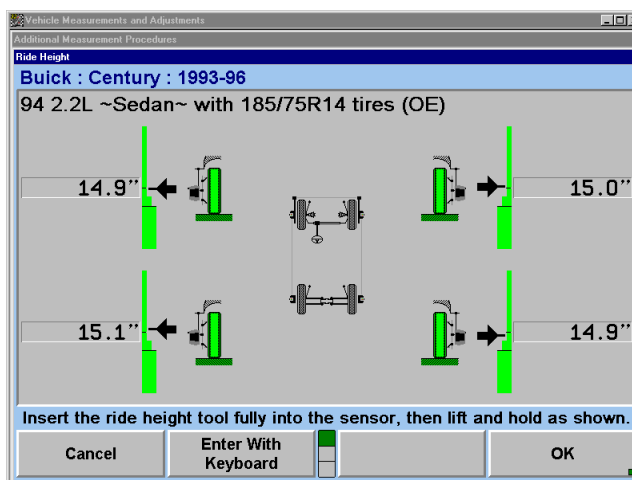 Vehicle Measurements and Adjustments
Additional Measurement Procedures
Ride Height
Buick : Century : 1993-96
94 2.2L ~Sedan~ with 185/75R14 tires (OE)
14.9”
15.0”
15.1”
14.9”
Insert the ride height tool fully into the sensor, then lift and hold as shown.
Cancel
Enter With
Keyboard
OK